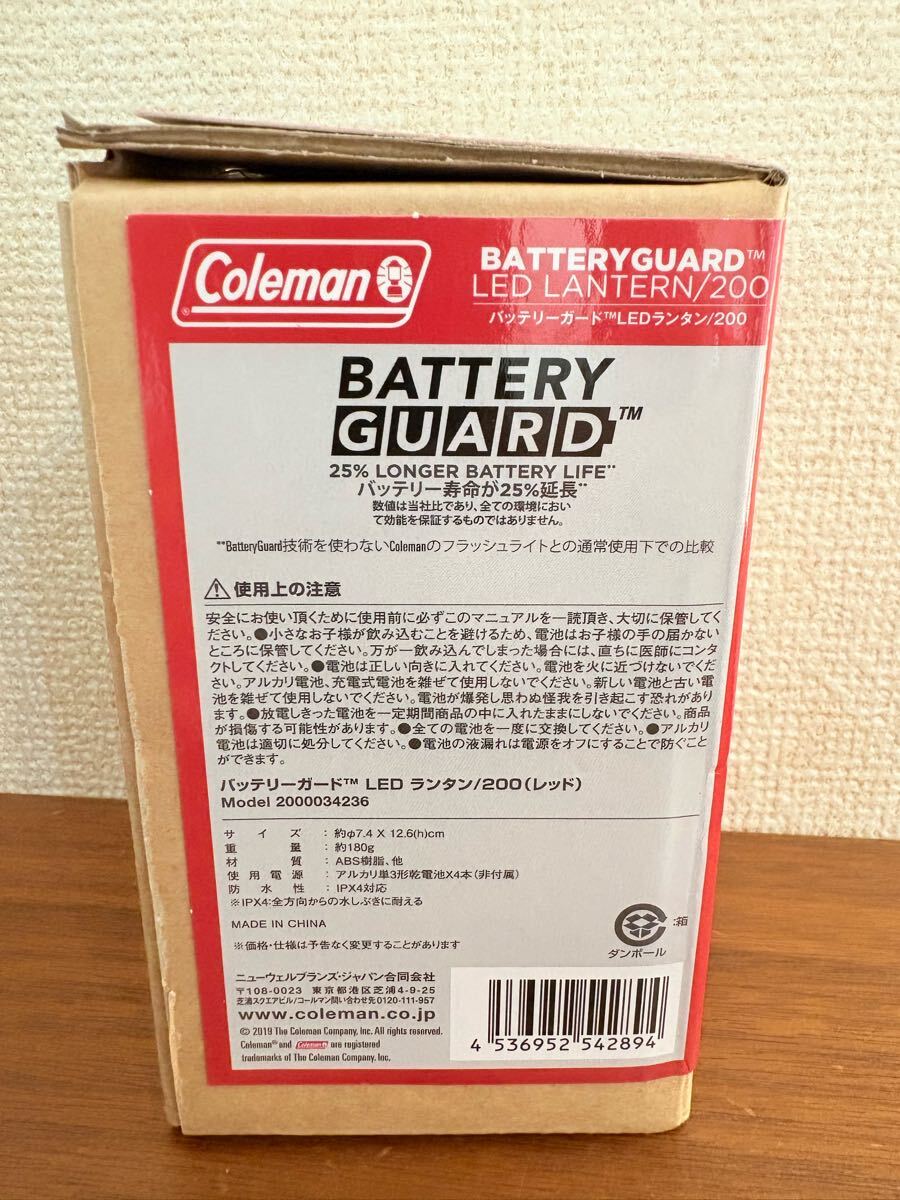 Coleman
BATTERYGUARD™
LED LANTERN/200
バッテリーガード™LEDランタン/200
BATTERY
GUARD™
25% LONGER BATTERY LIFE**
バッテリー寿命が25%延長**
数値は当社比であり、全ての環境におい
て効能を保証するものではありません。
**BatteryGuard技術を使わないColemanのフラッシュライトとの通常使用下での比較
⚠使用上の注意
安全にお使い頂くために使用前に必ずこのマニュアルを一読頂き、大切に保管してく
ださい。●小さなお子様が飲み込むことを避けるため、電池はお子様の手の届かない
ところに保管してください。万が一飲み込んでしまった場合には、直ちに医師にコンタ
クトしてください。●電池は正しい向きに入れてください。電池を火に近づけないでくだ
さい。アルカリ電池、充電式電池を雑ぜて使用しないでください。新しい電池と古い電
池を雑ぜて使用しないでください。電池が爆発し思わぬ怪我を引き起こす恐れがあり
ます。●放電しきった電池を一定期間商品の中に入れたままにしないでください。商品
が損傷する可能性があります。●全ての電池を一度に交換してください。●アルカリ
電池は適切に処分してください。●電池の液漏れは電源をオフにすることで防ぐこと
ができます。
バッテリーガード™ LED ランタン/200(レッド)
Model 2000034236
サイズ:約φ7.4 X 12.6(h)cm
重量:約180g
材質:ABS樹脂、他
使用電源:アルカリ単3形乾電池X4本(非付属)
防水性:IPX4対応
※IPX4:全方向からの水しぶきに耐える
MADE IN CHINA
:箱
ダンボール
※価格・仕様は予告なく変更することがあります
ニューウェルブランズ・ジャパン合同会社
〒108-0023 東京都港区芝浦4-9-25
芝浦スクエアビル/コールマン問い合わせ先0120-111-957
www.coleman.co.jp
© 2019 The Coleman Company, Inc. All rights reserved.
Coleman® and Coleman are registered
trademarks of The Coleman Company, Inc.
4 536952 542894